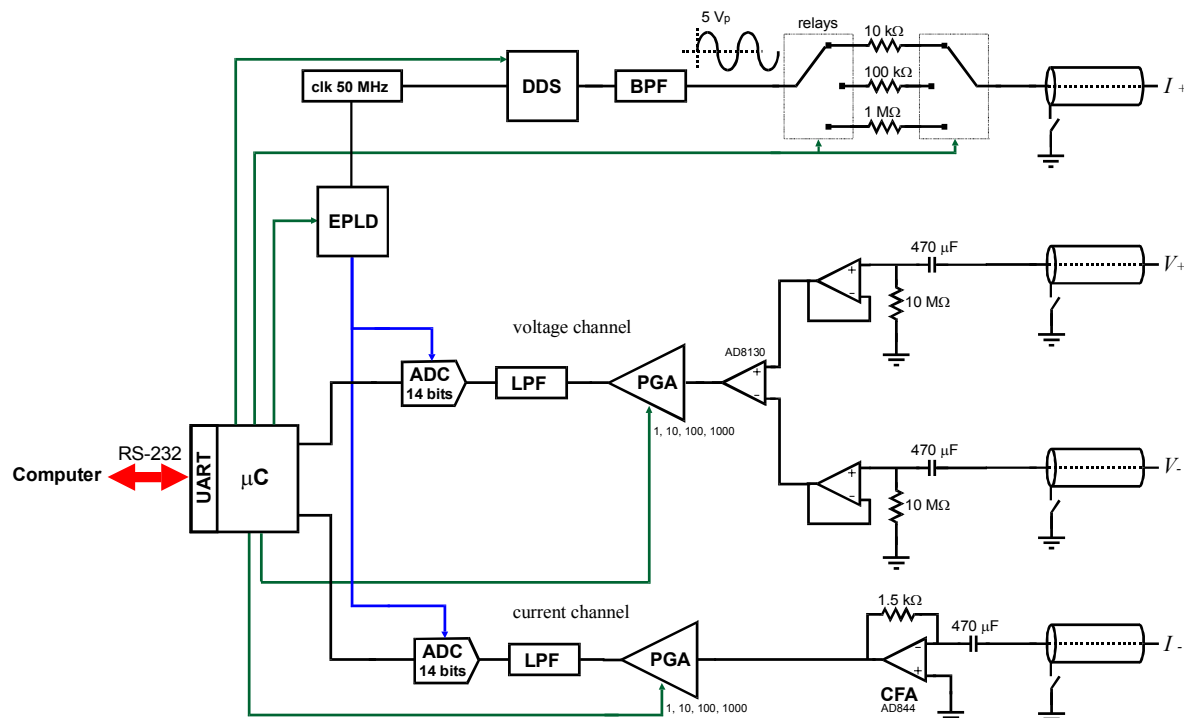 5 Vp
relays
10 kΩ
clk 50 MHz
DDS
BPF
100 kΩ
I +
1 MΩ
EPLD
470 μF
V+
10 MΩ
voltage channel
AD8130
ADC
14 bits
LPF
PGA
1, 10, 100, 1000
+
-
+
-
470 μF
V-
+
-
10 MΩ
RS-232
Computer
UART
μC
current channel
1.5 kΩ
470 μF
I -
-
+
ADC
14 bits
LPF
PGA
CFA
AD844
1, 10, 100, 1000